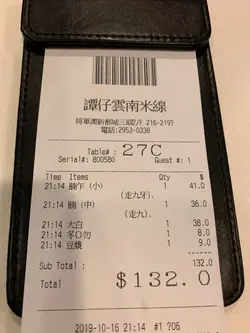 譚仔雲南米線
將軍澳新都城三期2/F 216-219?
電話:2953-0338
Table# : 27C
Serial#: 800580 Guest #: 1
Time Items Qty $
21:14 腩乍 (小) 1 41.0
(走九牙),
21:14 腩 (中) 1 36.0
(走九),
21:14 大白 1 38.0
21:14 冬O勿 1 8.0
21:14 豆漿 1 9.0
132.0
Sub Total :
Total $132.0
2019-10-16 21:14 #1 ?06